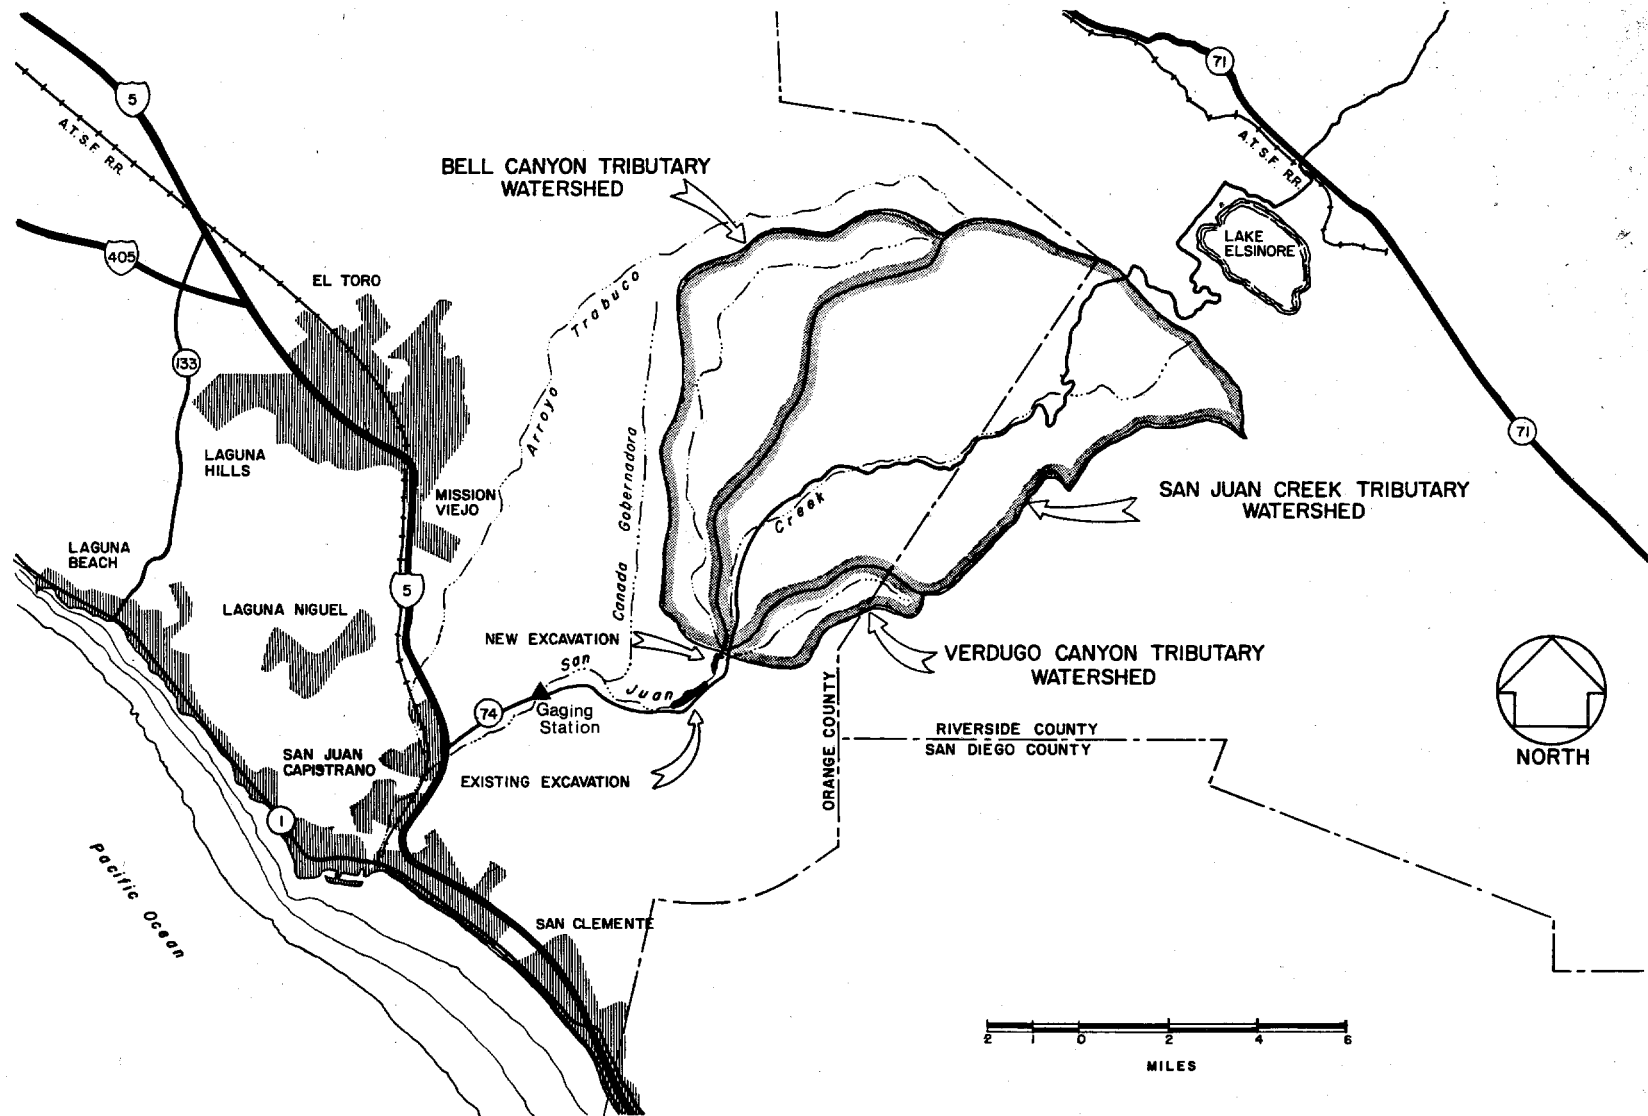 5
A.T.S.F. R.R.
405
133
EL TORO
LAGUNA
HILLS
MISSION
VIEJO
LAGUNA
BEACH
LAGUNA NIGUEL
5
BELL CANYON TRIBUTARY
WATERSHED
Arroyo Trabuco
Canada Gobernadora
71
A.T.S.F. R.R.
LAKE
ELSINORE
71
SAN JUAN CREEK TRIBUTARY
WATERSHED
Creek
NEW EXCAVATION
San Juan
74
Gaging
Station
EXISTING EXCAVATION
VERDUGO CANYON TRIBUTARY
WATERSHED
ORANGE COUNTY
RIVERSIDE COUNTY
SAN DIEGO COUNTY
NORTH
SAN JUAN
CAPISTRANO
1
Pacific Ocean
SAN CLEMENTE
2 1 0 2 4 6
MILES